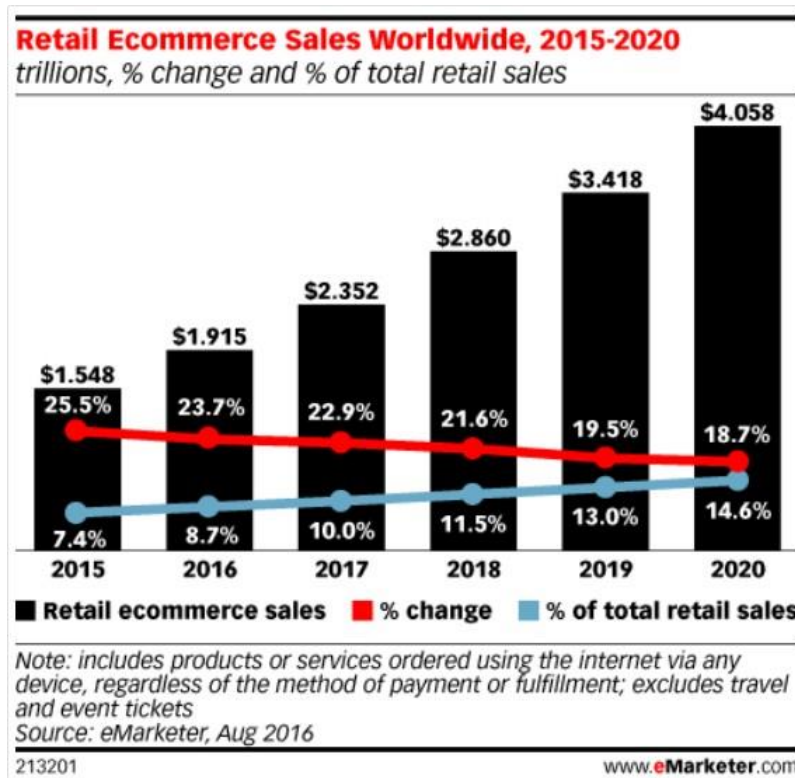 Retail Ecommerce Sales Worldwide, 2015-2020
trillions, % change and % of total retail sales
$4.058
$3.418
$2.860
$2.352
$1.915
$1.548
25.5% 23.7% 22.9% 21.6% 19.5% 18.7%
7.4% 8.7% 10.0% 11.5% 13.0% 14.6%
2015 2016 2017 2018 2019 2020
Retail ecommerce sales % change % of total retail sales
Note: includes products or services ordered using the internet via any
device, regardless of the method of payment or fulfillment; excludes travel
and event tickets
Source: eMarketer, Aug 2016
213201 www.eMarketer.com